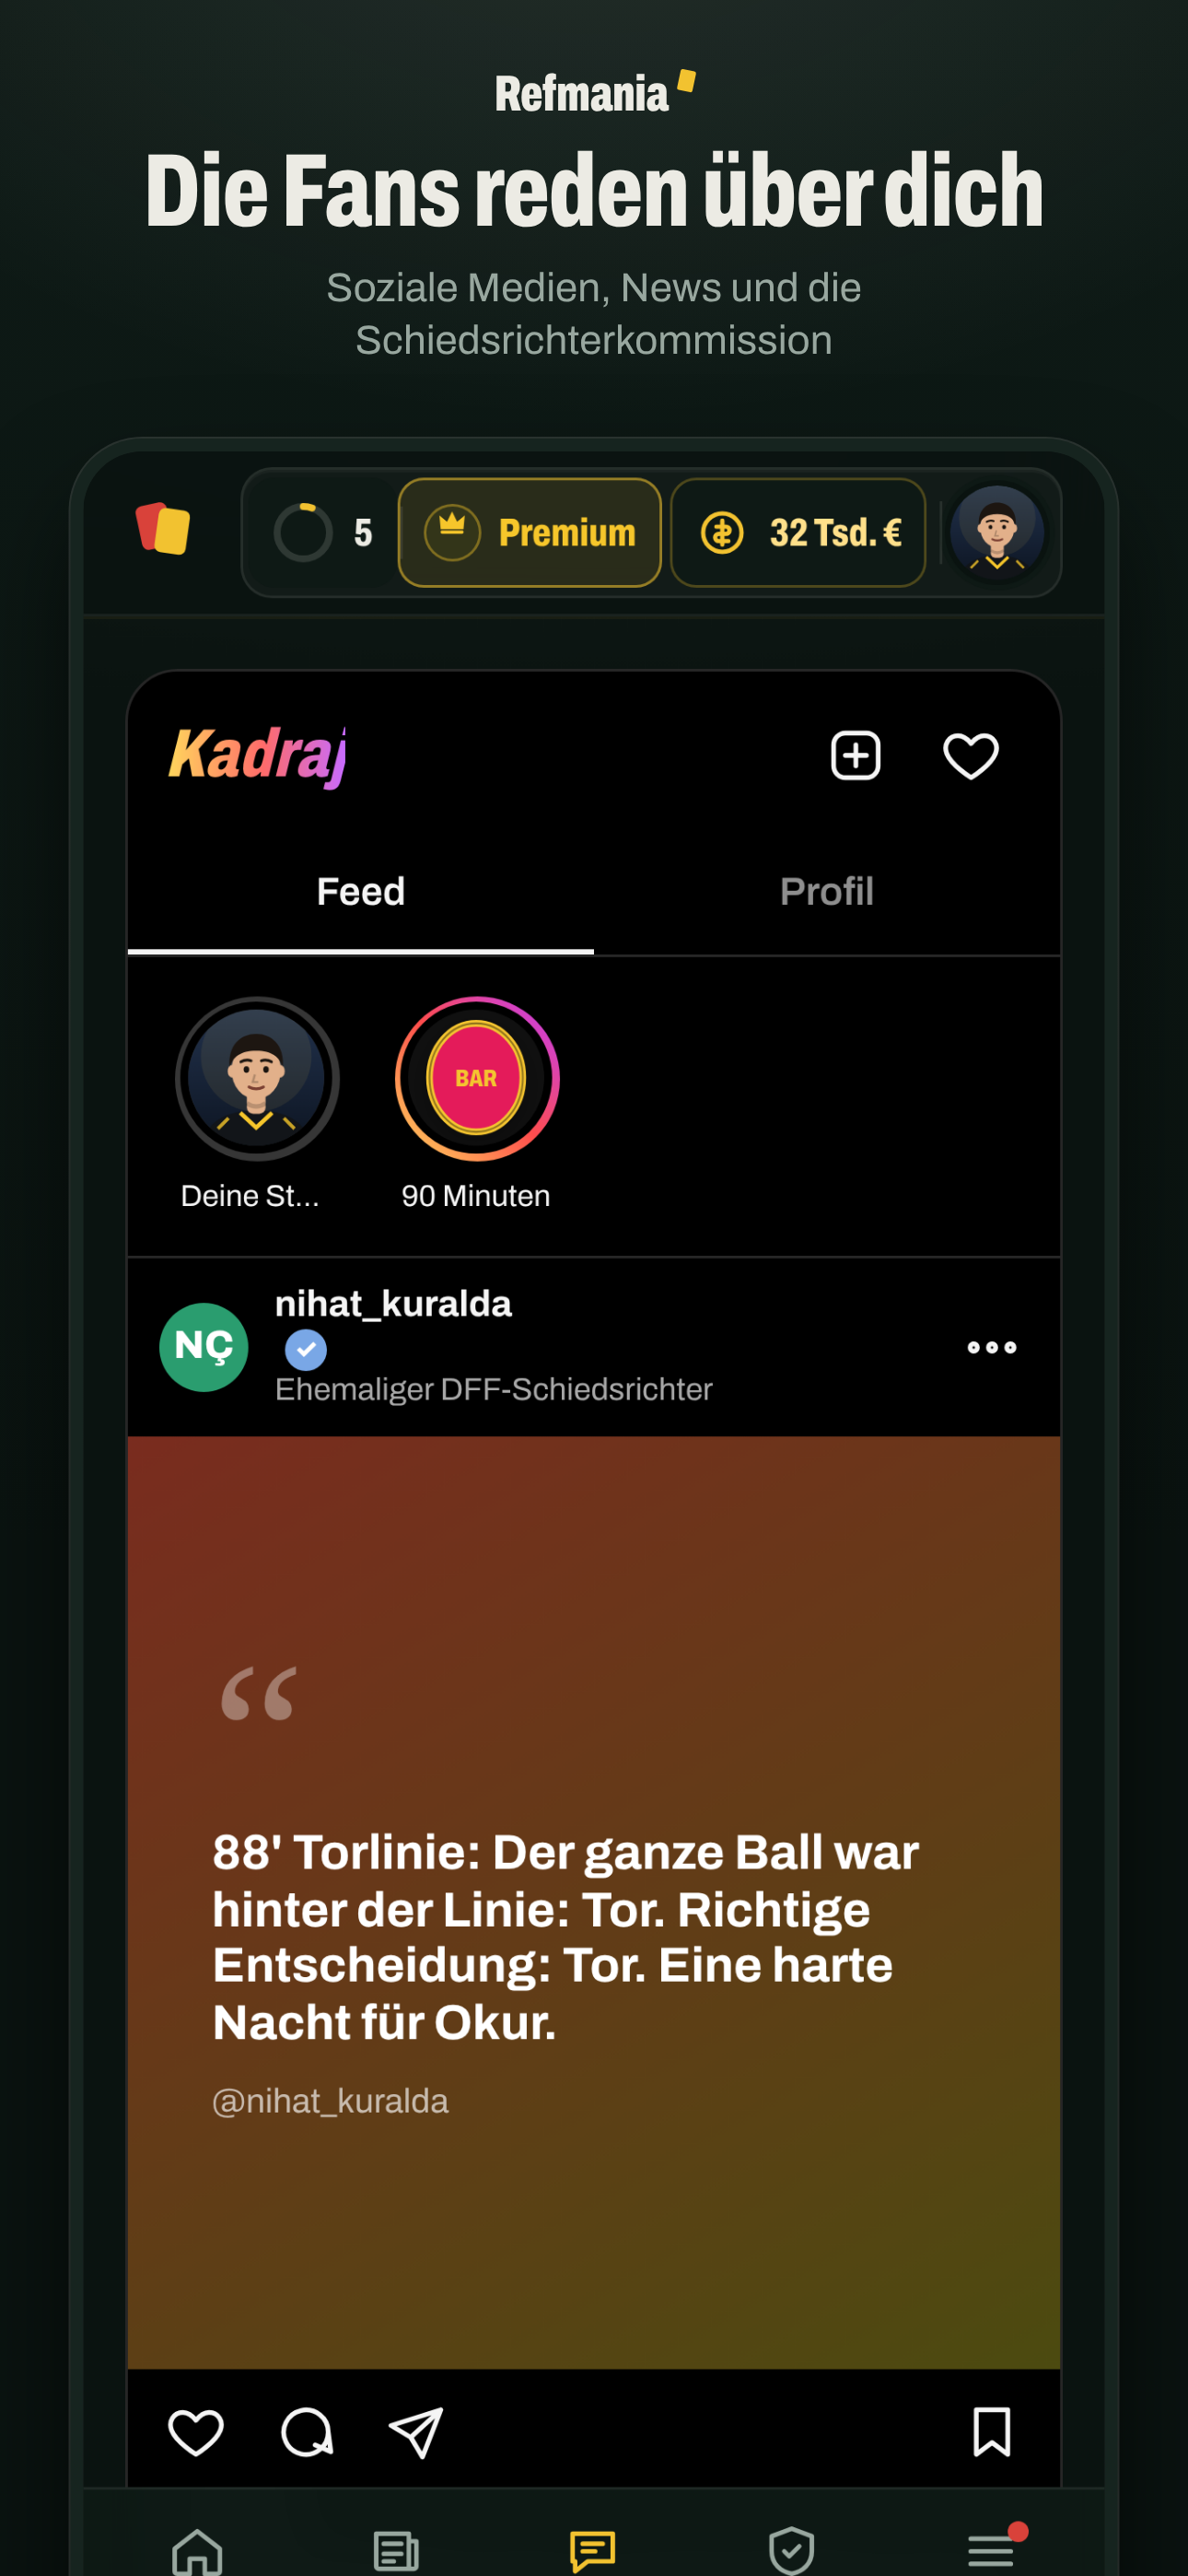 Refmania
Die Fans reden über dich
Soziale Medien, News und die
Schiedsrichterkommission
5
Premium
32 Tsd. €
Kadraj
Feed
Profil
BAR
Deine St...
90 Minuten
NÇ
nihat_kuralda
Ehemaliger DFF-Schiedsrichter
“
88' Torlinie: Der ganze Ball war
hinter der Linie: Tor. Richtige
Entscheidung: Tor. Eine harte
Nacht für Okur.
@nihat_kuralda